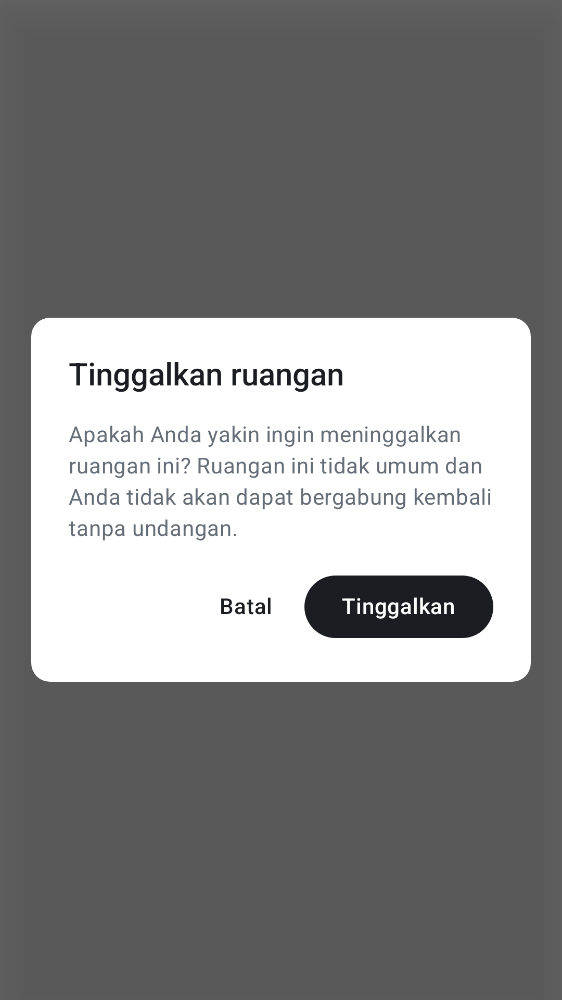 Tinggalkan ruangan
Apakah Anda yakin ingin meninggalkan
ruangan ini? Ruangan ini tidak umum dan
Anda tidak akan dapat bergabung kembali
tanpa undangan.
Batal
Tinggalkan